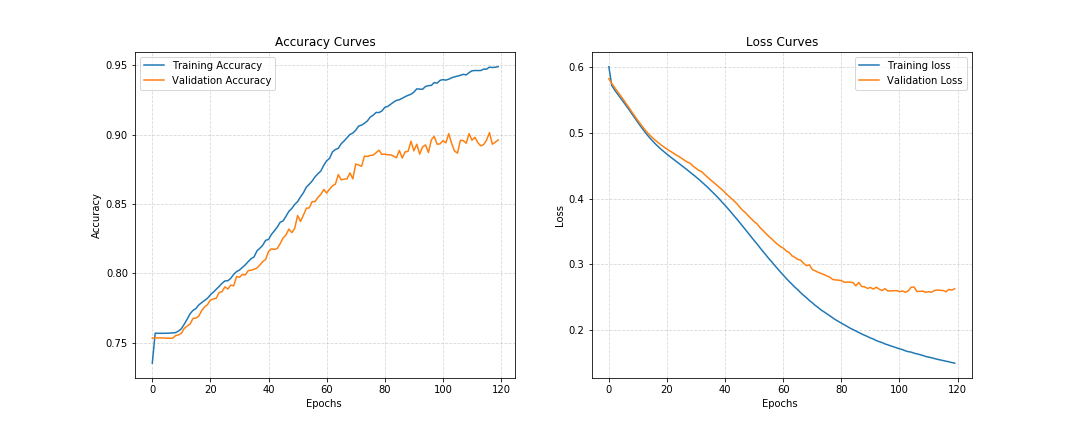 Accuracy Curves
Training Accuracy
Validation Accuracy
0.95
0.90
0.85
0.80
0.75
Accuracy
0 20 40 60 80 100 120
Epochs
Loss Curves
Training loss
Validation Loss
0.6
0.5
0.4
0.3
0.2
Loss
0 20 40 60 80 100 120
Epochs